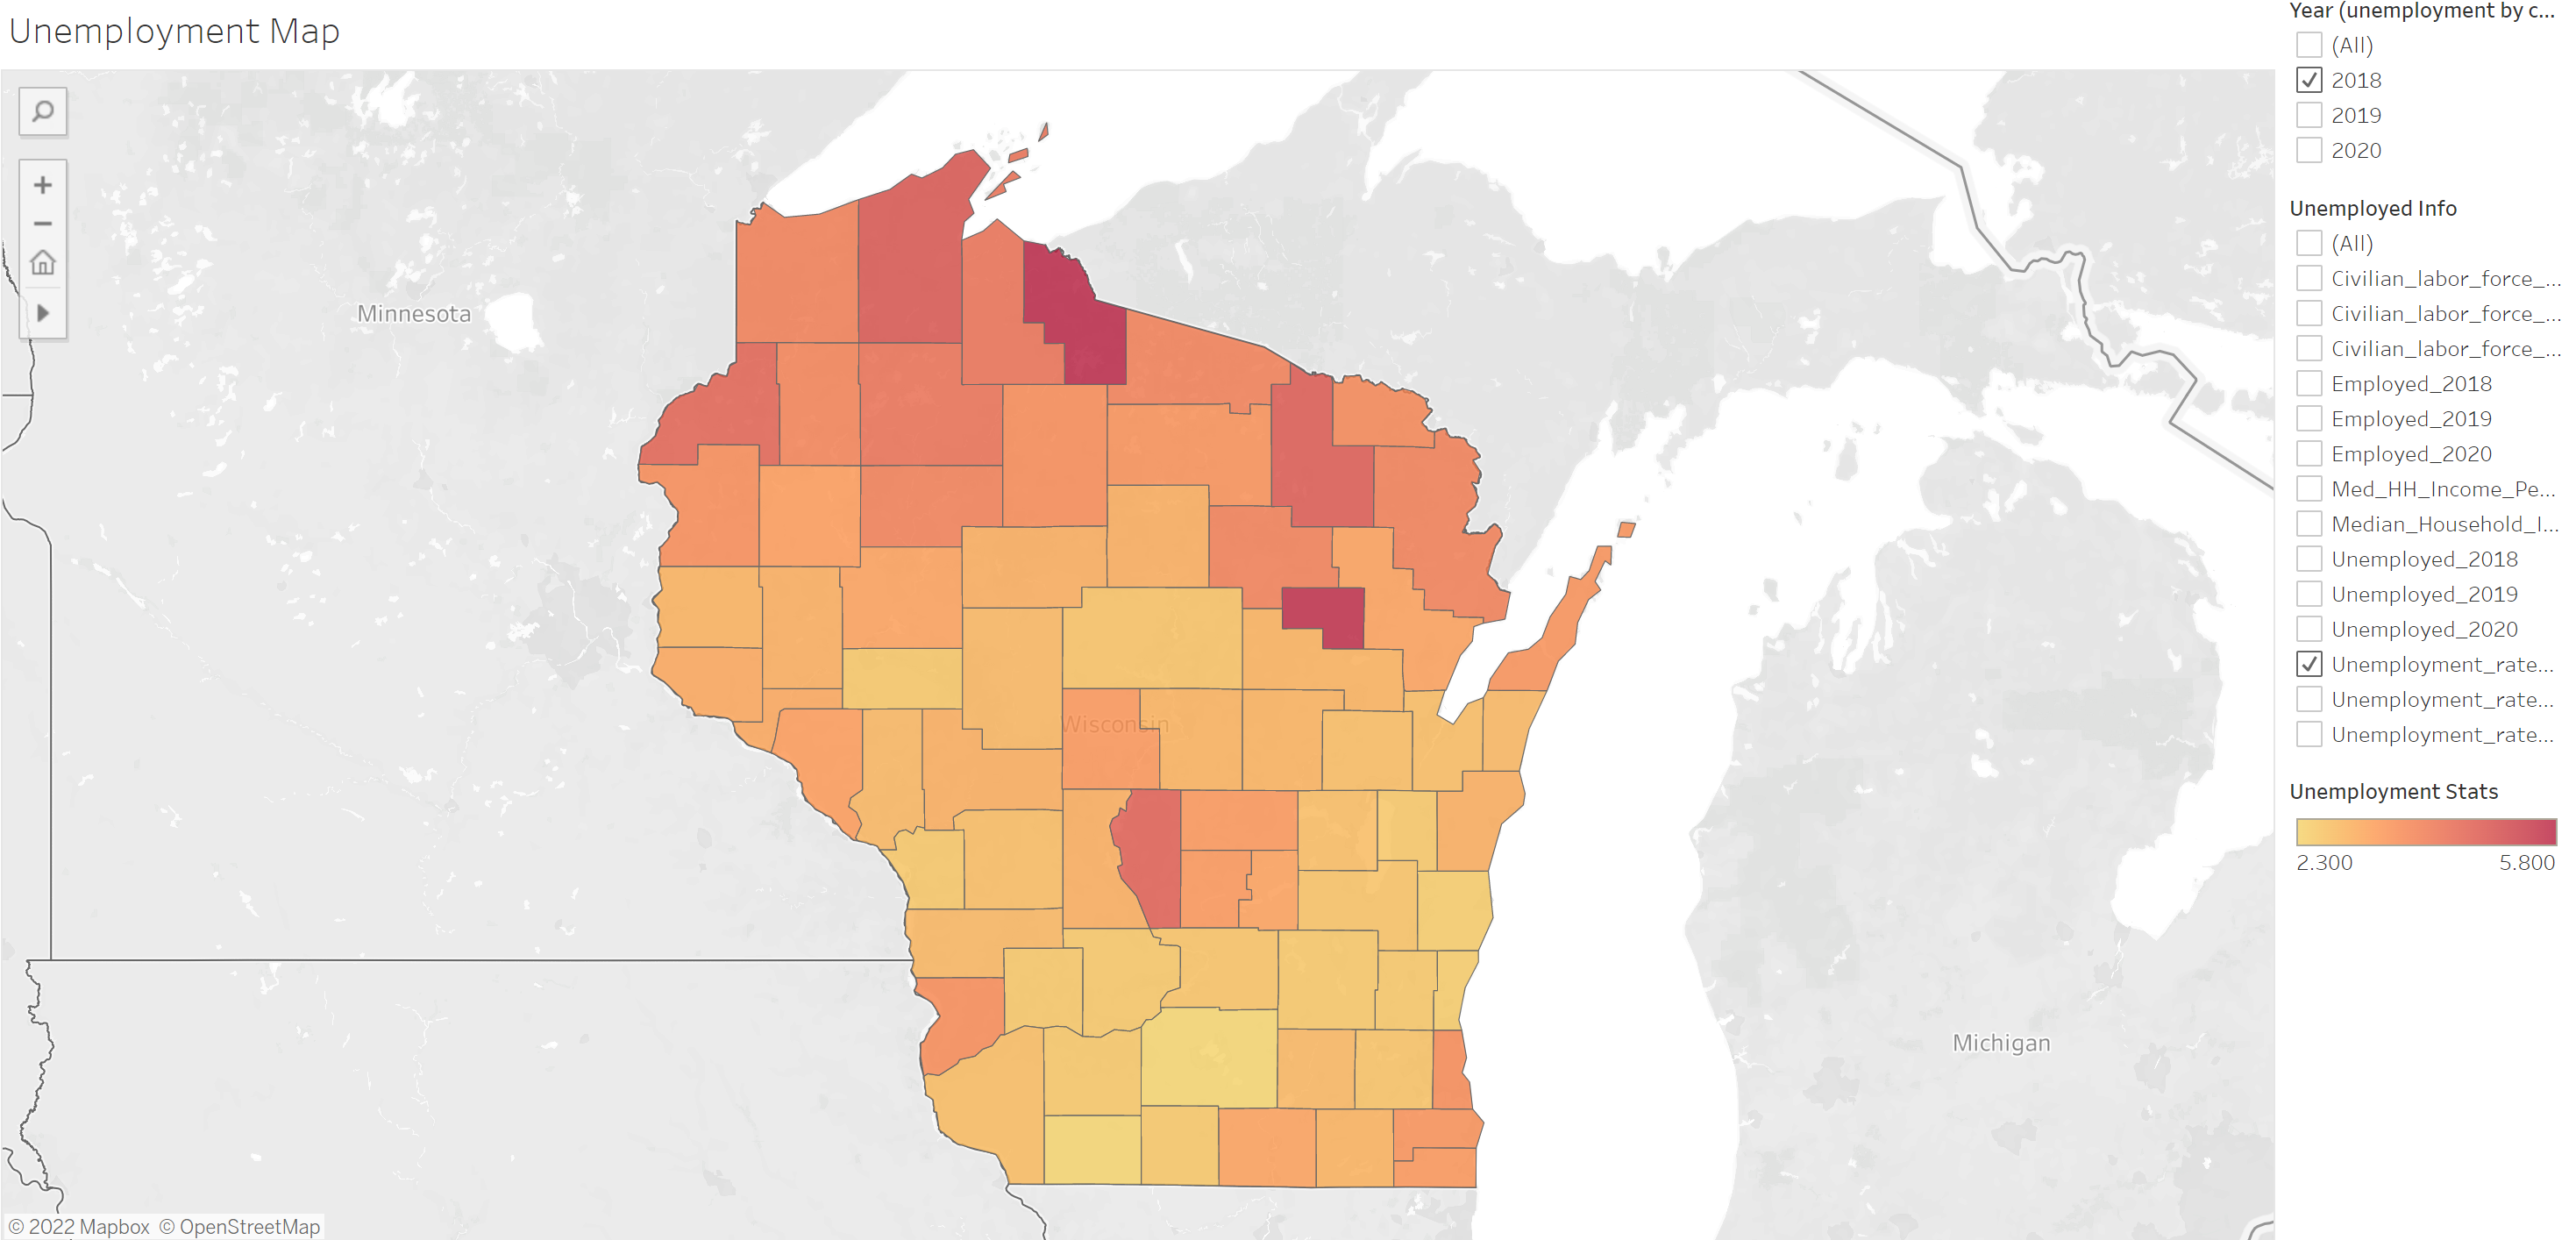 Unemployment Map
Minnesota
Wisconsin
Michigan
© 2022 Mapbox © OpenStreetMap
Year (unemployment by c...
(All)
2018
2019
2020
Unemployed Info
(All)
Civilian_labor_force_...
Civilian_labor_force_...
Civilian_labor_force_...
Employed_2018
Employed_2019
Employed_2020
Med_HH_Income_Pe...
Median_Household_I...
Unemployed_2018
Unemployed_2019
Unemployed_2020
Unemployment_rate...
Unemployment_rate...
Unemployment_rate...
Unemployment Stats
2.300 5.800